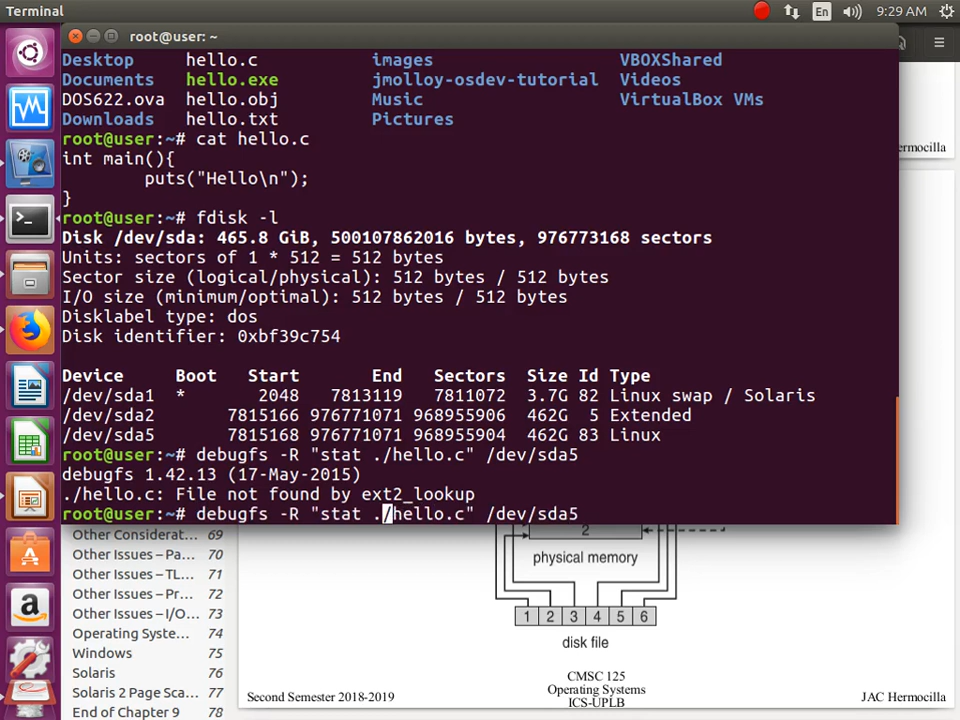 Terminal
En
9:29 AM
root@user: ~
Desktop hello.c images VBOXShared
Documents hello.exe jmolloy-osdev-tutorial Videos
DOS622.ova hello.obj Music VirtualBox VMs
Downloads hello.txt Pictures
root@user:~# cat hello.c
int main(){
puts("Hello\n");
}
root@user:~# fdisk -l
Disk /dev/sda: 465.8 GiB, 500107862016 bytes, 976773168 sectors
Units: sectors of 1 * 512 = 512 bytes
Sector size (logical/physical): 512 bytes / 512 bytes
I/O size (minimum/optimal): 512 bytes / 512 bytes
Disklabel type: dos
Disk identifier: 0xbf39c754
Device Boot Start End Sectors Size Id Type
/dev/sda1 * 2048 7813119 7811072 3.7G 82 Linux swap / Solaris
/dev/sda2 7815166 976771071 968955906 462G 5 Extended
/dev/sda5 7815168 976771071 968955904 462G 83 Linux
root@user:~# debugfs -R "stat ./hello.c" /dev/sda5
debugfs 1.42.13 (17-May-2015)
./hello.c: File not found by ext2_lookup
root@user:~# debugfs -R "stat ./hello.c" /dev/sda5
ermocilla
Other Considerat... 69
Other Issues – Pa... 70
Other Issues – TL... 71
Other Issues – Pr... 72
Other Issues – I/O... 73
Operating Syste... 74
Windows 75
Solaris 76
Solaris 2 Page Sca... 77
End of Chapter 9 78
2
physical memory
1 2 3 4 5 6
disk file
Second Semester 2018-2019
CMSC 125
Operating Systems
ICS-UPLB
JAC Hermocilla